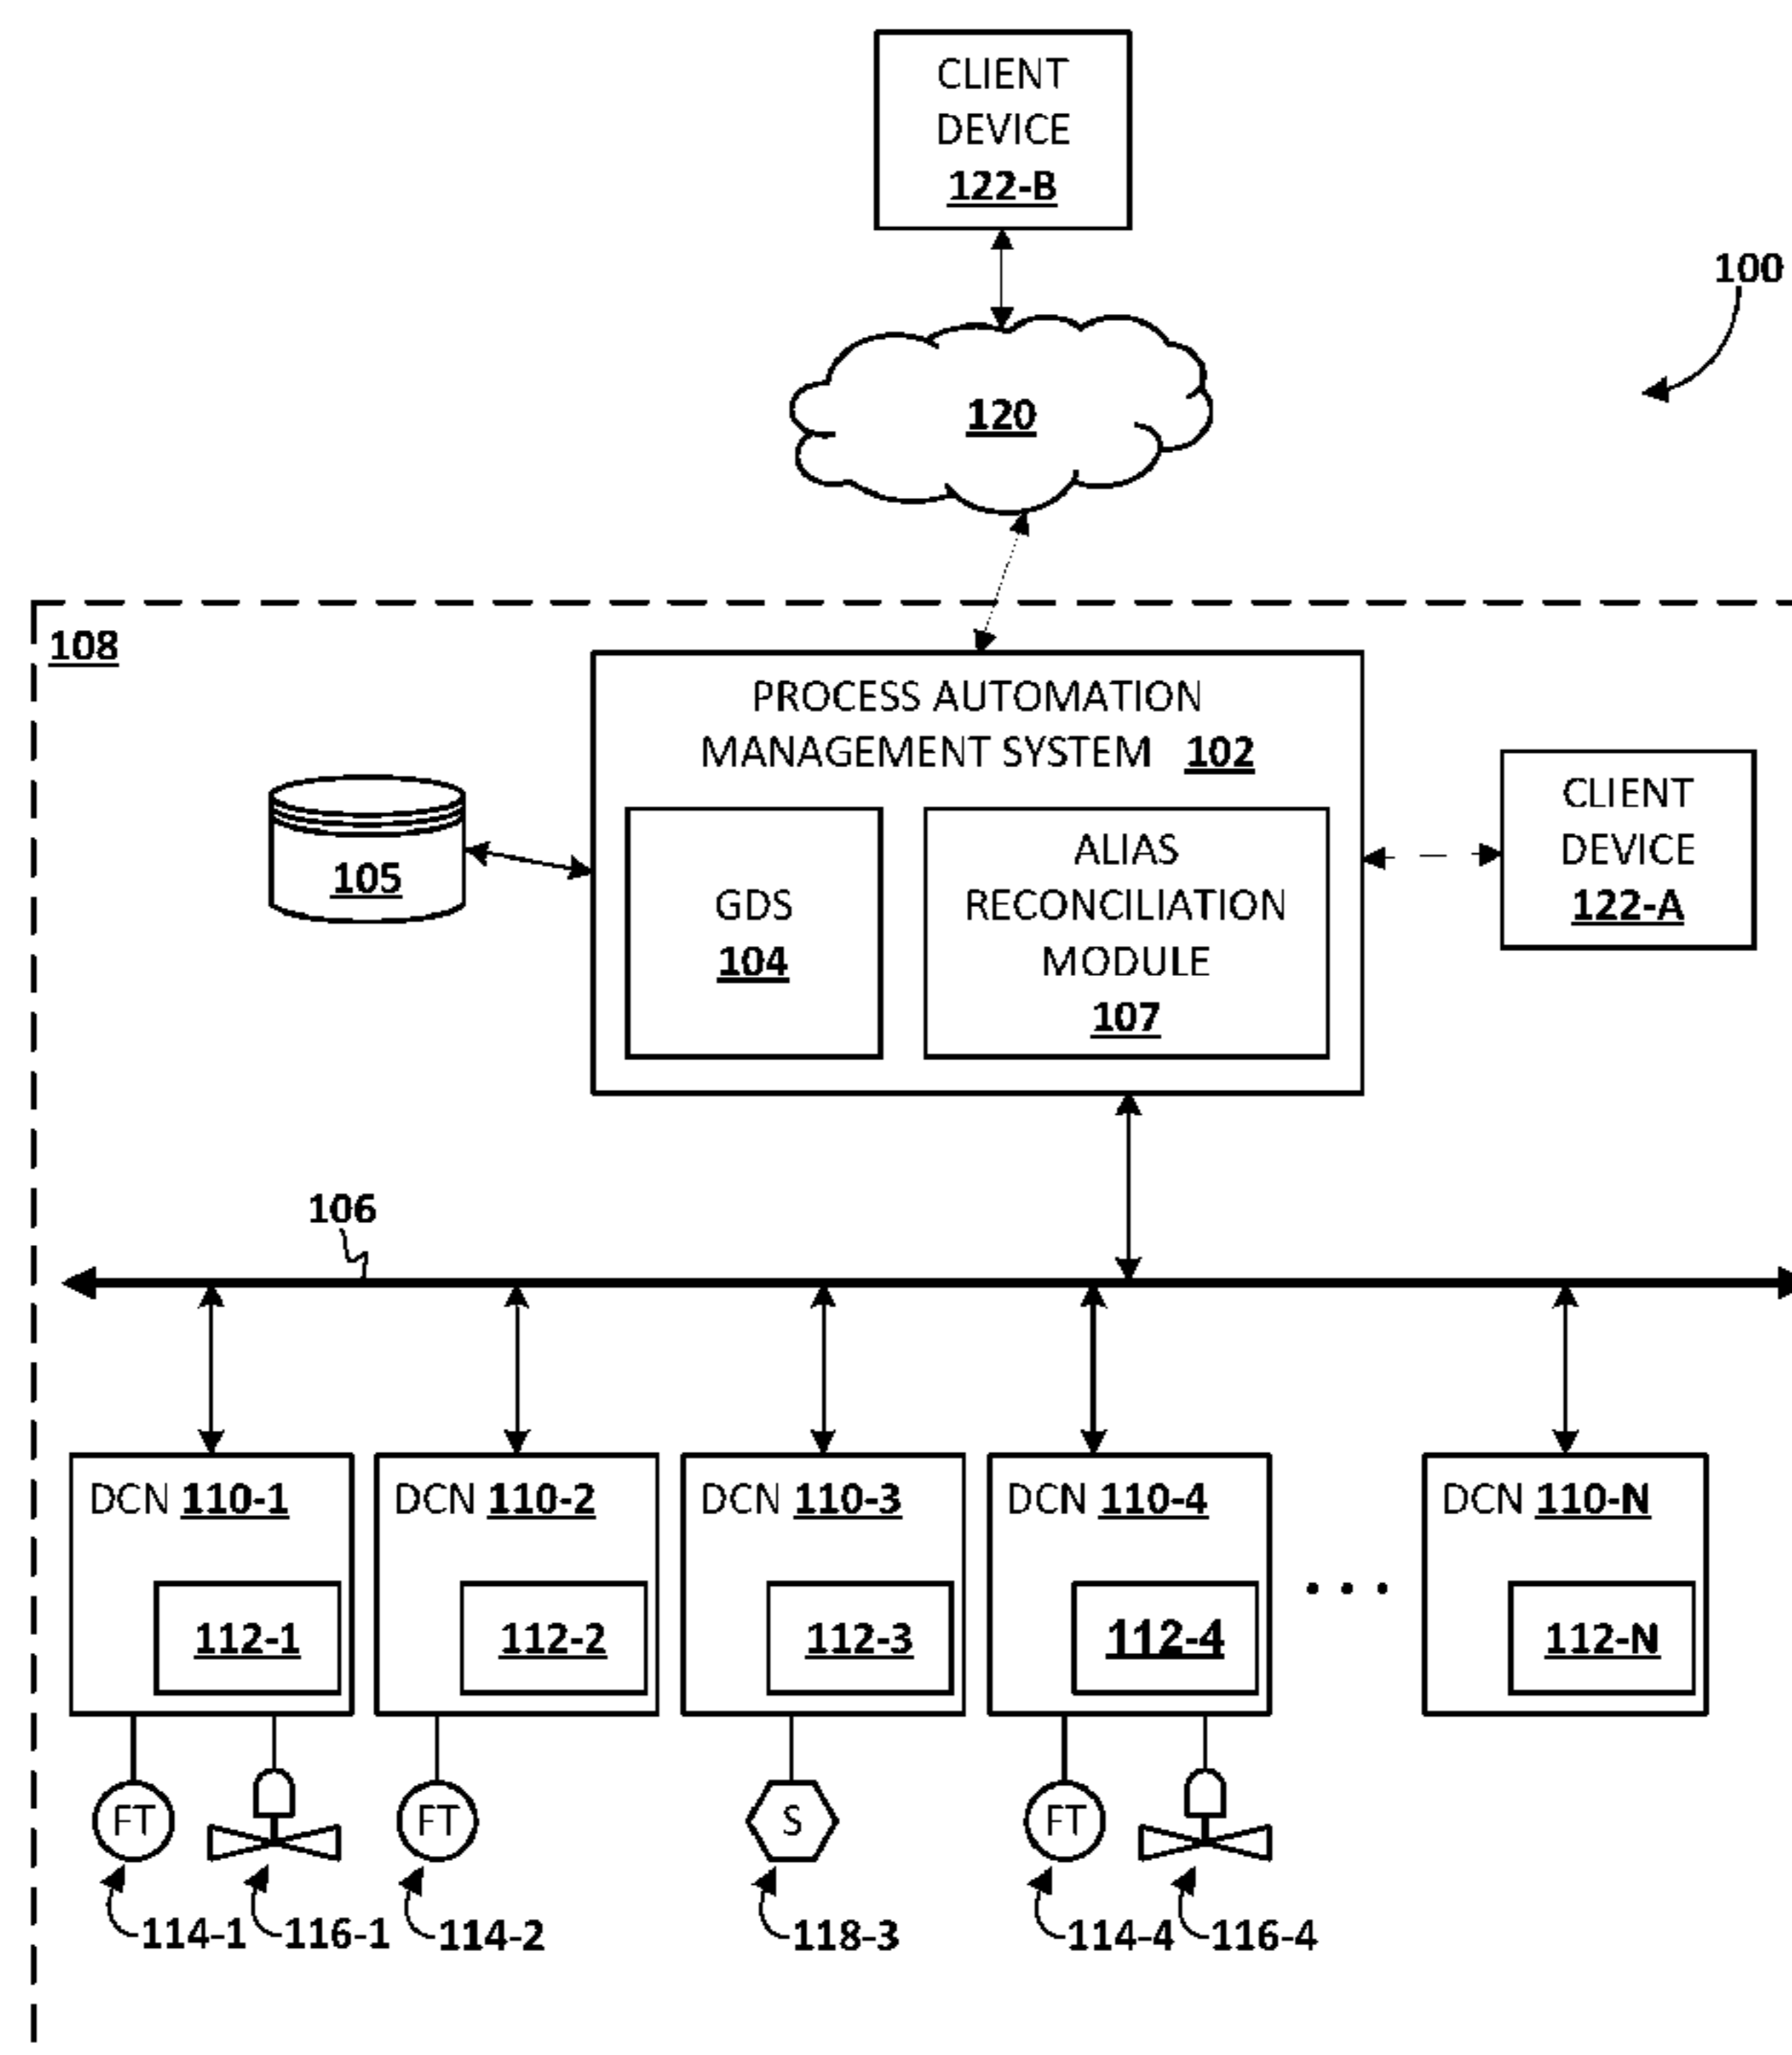 CLIENT
DEVICE
122-B
100
120
108
PROCESS AUTOMATION
MANAGEMENT SYSTEM 102
105
GDS
104
ALIAS
RECONCILIATION
MODULE
107
CLIENT
DEVICE
122-A
106
DCN 110-1
112-1
DCN 110-2
112-2
DCN 110-3
112-3
DCN 110-4
112-4
. . .
DCN 110-N
112-N
FT
FT
S
FT
114-1
116-1
114-2
118-3
114-4
116-4